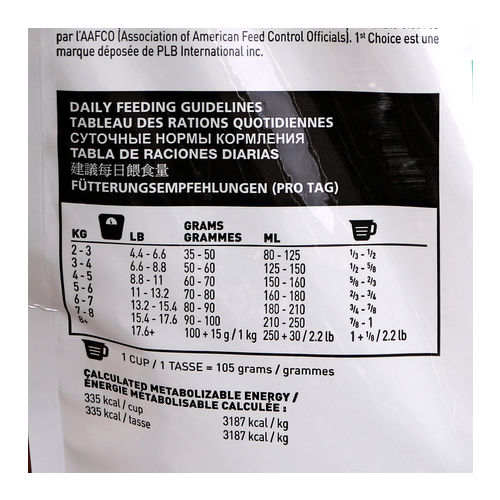 par l'AAFCO (Association of American Feed Control Officials). 1st Choice est une
marque déposée de PLB International inc.
DAILY FEEDING GUIDELINES
TABLEAU DES RATIONS QUOTIDIENNES
СУТОЧНЫЕ НОРМЫ КОРМЛЕНИЯ
TABLA DE RACIONES DIARIAS
建議每日餵食量
FÜTTERUNGSEMPFEHLUNGEN (PRO TAG)
KG LB GRAMS GRAMMES ML
2 - 3 4.4 - 6.6 35 - 50 80 - 125 1/3 - 1/2
3 - 4 6.6 - 8.8 50 - 60 125 - 150 1/2 - 5/8
4 - 5 8.8 - 11 60 - 70 150 - 160 5/8 - 2/3
5 - 6 11 - 13.2 70 - 80 160 - 180 2/3 - 3/4
6 - 7 13.2 - 15.4 80 - 90 180 - 210 3/4 - 7/8
7 - 8 15.4 - 17.6 90 - 100 210 - 250 7/8 - 1
8+ 17.6+ 100 + 15 g / 1 kg 250 + 30 / 2.2 lb 1 + 1/8 / 2.2 lb
1 CUP / 1 TASSE = 105 grams / grammes
CALCULATED METABOLIZABLE ENERGY /
ÉNERGIE MÉTABOLISABLE CALCULÉE :
335 kcal / cup 3187 kcal / kg
335 kcal / tasse 3187 kcal / kg